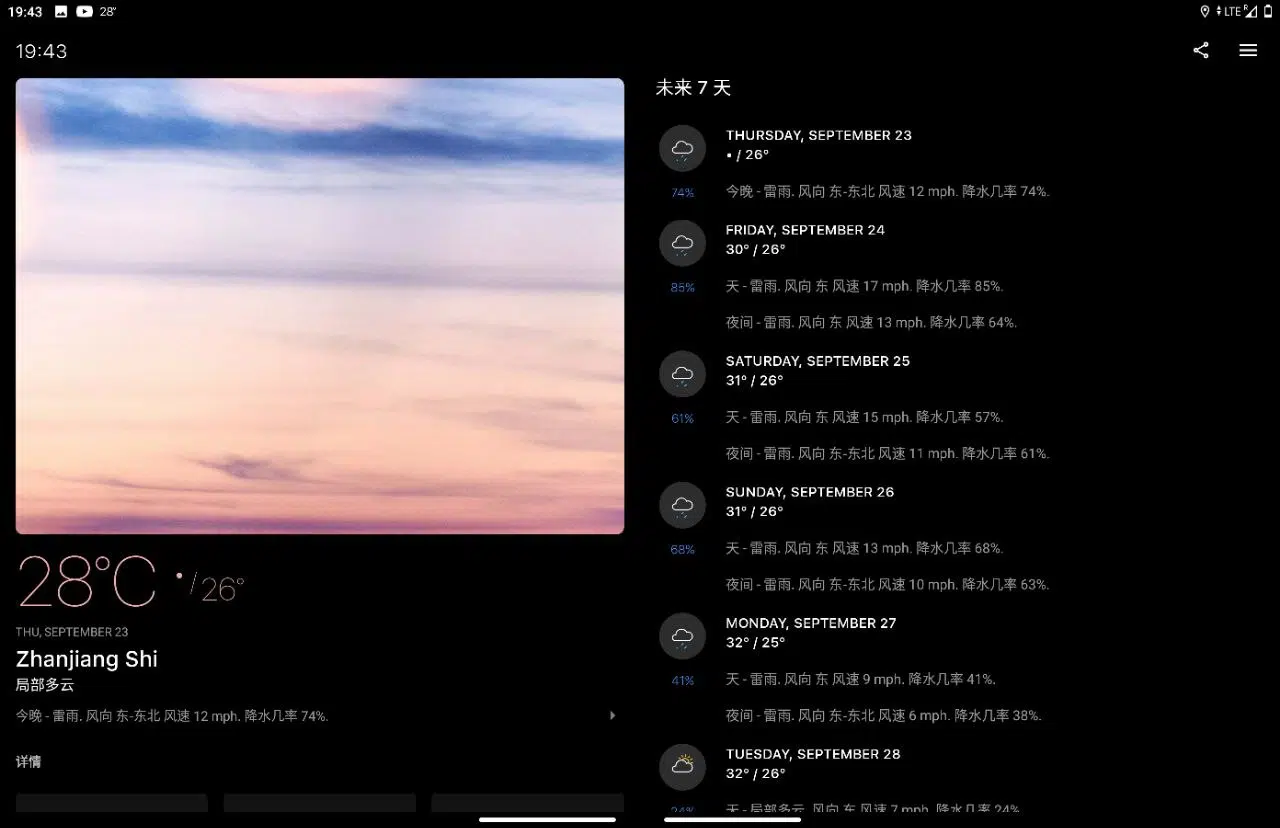 19:43 28°
LTE R
19:43
28°C • / 26°
THU, SEPTEMBER 23
Zhanjiang Shi
局部多云
今晚 - 雷雨. 风向 东-东北 风速 12 mph. 降水几率 74%.
详情
未来 7 天
THURSDAY, SEPTEMBER 23
• / 26°
74%
今晚 - 雷雨. 风向 东-东北 风速 12 mph. 降水几率 74%.
FRIDAY, SEPTEMBER 24
30° / 26°
85%
天 - 雷雨. 风向 东 风速 17 mph. 降水几率 85%.
夜间 - 雷雨. 风向 东 风速 13 mph. 降水几率 64%.
SATURDAY, SEPTEMBER 25
31° / 26°
61%
天 - 雷雨. 风向 东 风速 15 mph. 降水几率 57%.
夜间 - 雷雨. 风向 东-东北 风速 11 mph. 降水几率 61%.
SUNDAY, SEPTEMBER 26
31° / 26°
68%
天 - 雷雨. 风向 东 风速 13 mph. 降水几率 68%.
夜间 - 雷雨. 风向 东-东北 风速 10 mph. 降水几率 63%.
MONDAY, SEPTEMBER 27
32° / 25°
41%
天 - 雷雨. 风向 东 风速 9 mph. 降水几率 41%.
夜间 - 雷雨. 风向 东-东北 风速 6 mph. 降水几率 38%.
TUESDAY, SEPTEMBER 28
32° / 26°
24%
天 - 局部多云. 风向 东 风速 7 mph. 降水几率 24%.